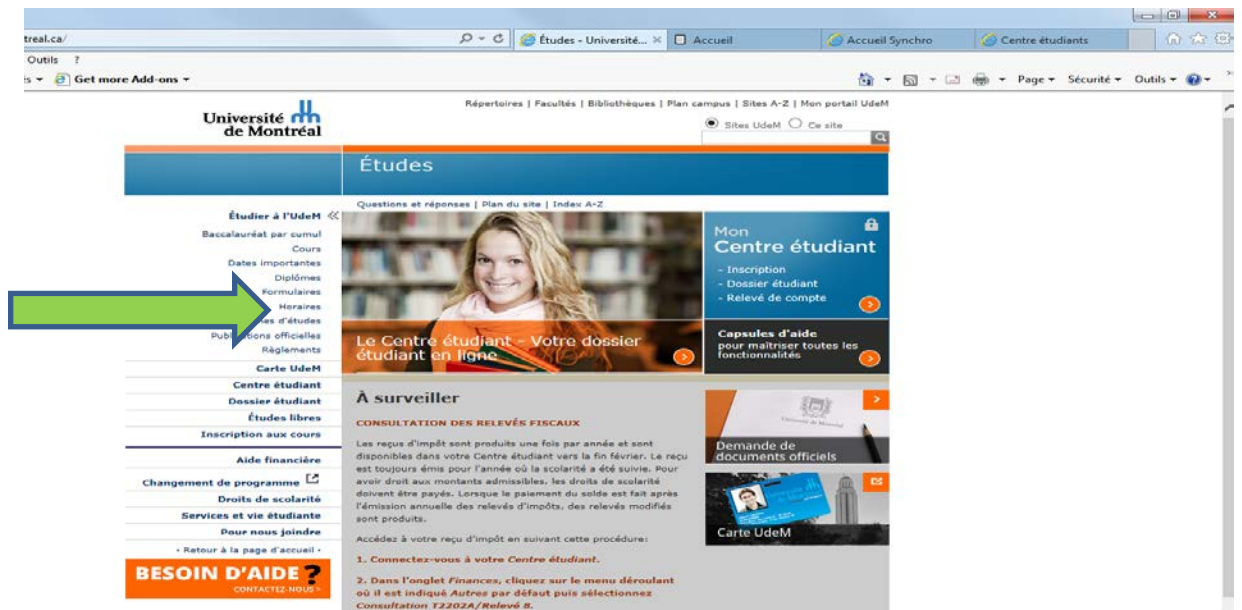 treal.ca/
Études - Université...
Accueil
Accueil Synchro
Centre étudiants
Outils ?
Get more Add-ons
Page
Sécurité
Outils
Université de Montréal
Répertoires | Facultés | Bibliothèques | Plan campus | Sites A-Z | Mon portail UdeM
Sites UdeM Ce site
Études
Questions et réponses | Plan du site | Index A-Z
Étudier à l'UdeM
Baccalauréat par cumul
Cours
Dates importantes
Diplômes
Formulaires
Horaires
d'études
Publications officielles
Règlements
Carte UdeM
Centre étudiant
Dossier étudiant
Études libres
Inscription aux cours
Aide financière
Changement de programme
Droits de scolarité
Services et vie étudiante
Pour nous joindre
- Retour à la page d'accueil -
BESOIN D'AIDE ?
CONTACTEZ-NOUS >
Le Centre étudiant - Votre dossier
étudiant en ligne
Mon
Centre étudiant
- Inscription
- Dossier étudiant
- Relevé de compte
Capsules d'aide
pour maîtriser toutes les
fonctionnalités
À surveiller
CONSULTATION DES RELEVÉS FISCAUX
Les reçus d'impôt sont produits une fois par année et sont
disponibles dans votre Centre étudiant vers la fin février. Le reçu
est toujours émis pour l'année où la scolarité a été suivie. Pour
avoir droit aux montants admissibles, les droits de scolarité
doivent être payés. Lorsque le paiement du solde est fait après
l'émission annuelle des relevés d'impôts, des relevés modifiés
sont produits.
Accédez à votre reçu d'impôt en suivant cette procédure:
1. Connectez-vous à votre Centre étudiant.
2. Dans l'onglet Finances, cliquez sur le menu déroulant
où il est indiqué Autres par défaut puis sélectionnez
Consultation T2202A/Relevé 8.
Demande de
documents officiels
Carte UdeM